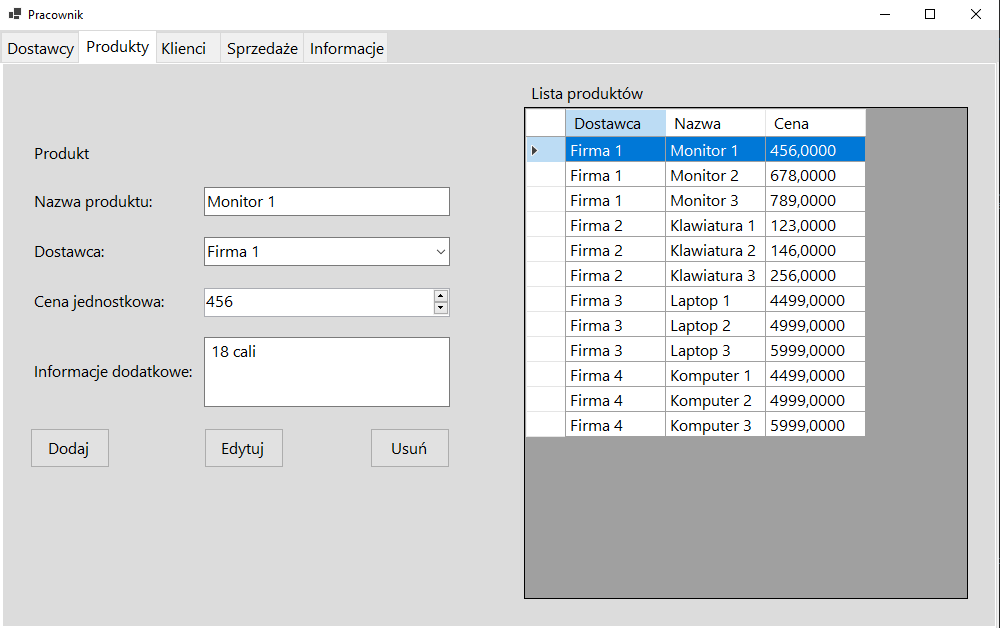 Pracownik
Dostawcy Produkty Klienci Sprzedaże Informacje
Produkt
Nazwa produktu: Monitor 1
Dostawca: Firma 1
Cena jednostkowa: 456
Informacje dodatkowe: 18 cali
Dodaj Edytuj Usuń
Lista produktów
Dostawca Nazwa Cena
Firma 1 Monitor 1 456,0000
Firma 1 Monitor 2 678,0000
Firma 1 Monitor 3 789,0000
Firma 2 Klawiatura 1 123,0000
Firma 2 Klawiatura 2 146,0000
Firma 2 Klawiatura 3 256,0000
Firma 3 Laptop 1 4499,0000
Firma 3 Laptop 2 4999,0000
Firma 3 Laptop 3 5999,0000
Firma 4 Komputer 1 4499,0000
Firma 4 Komputer 2 4999,0000
Firma 4 Komputer 3 5999,0000